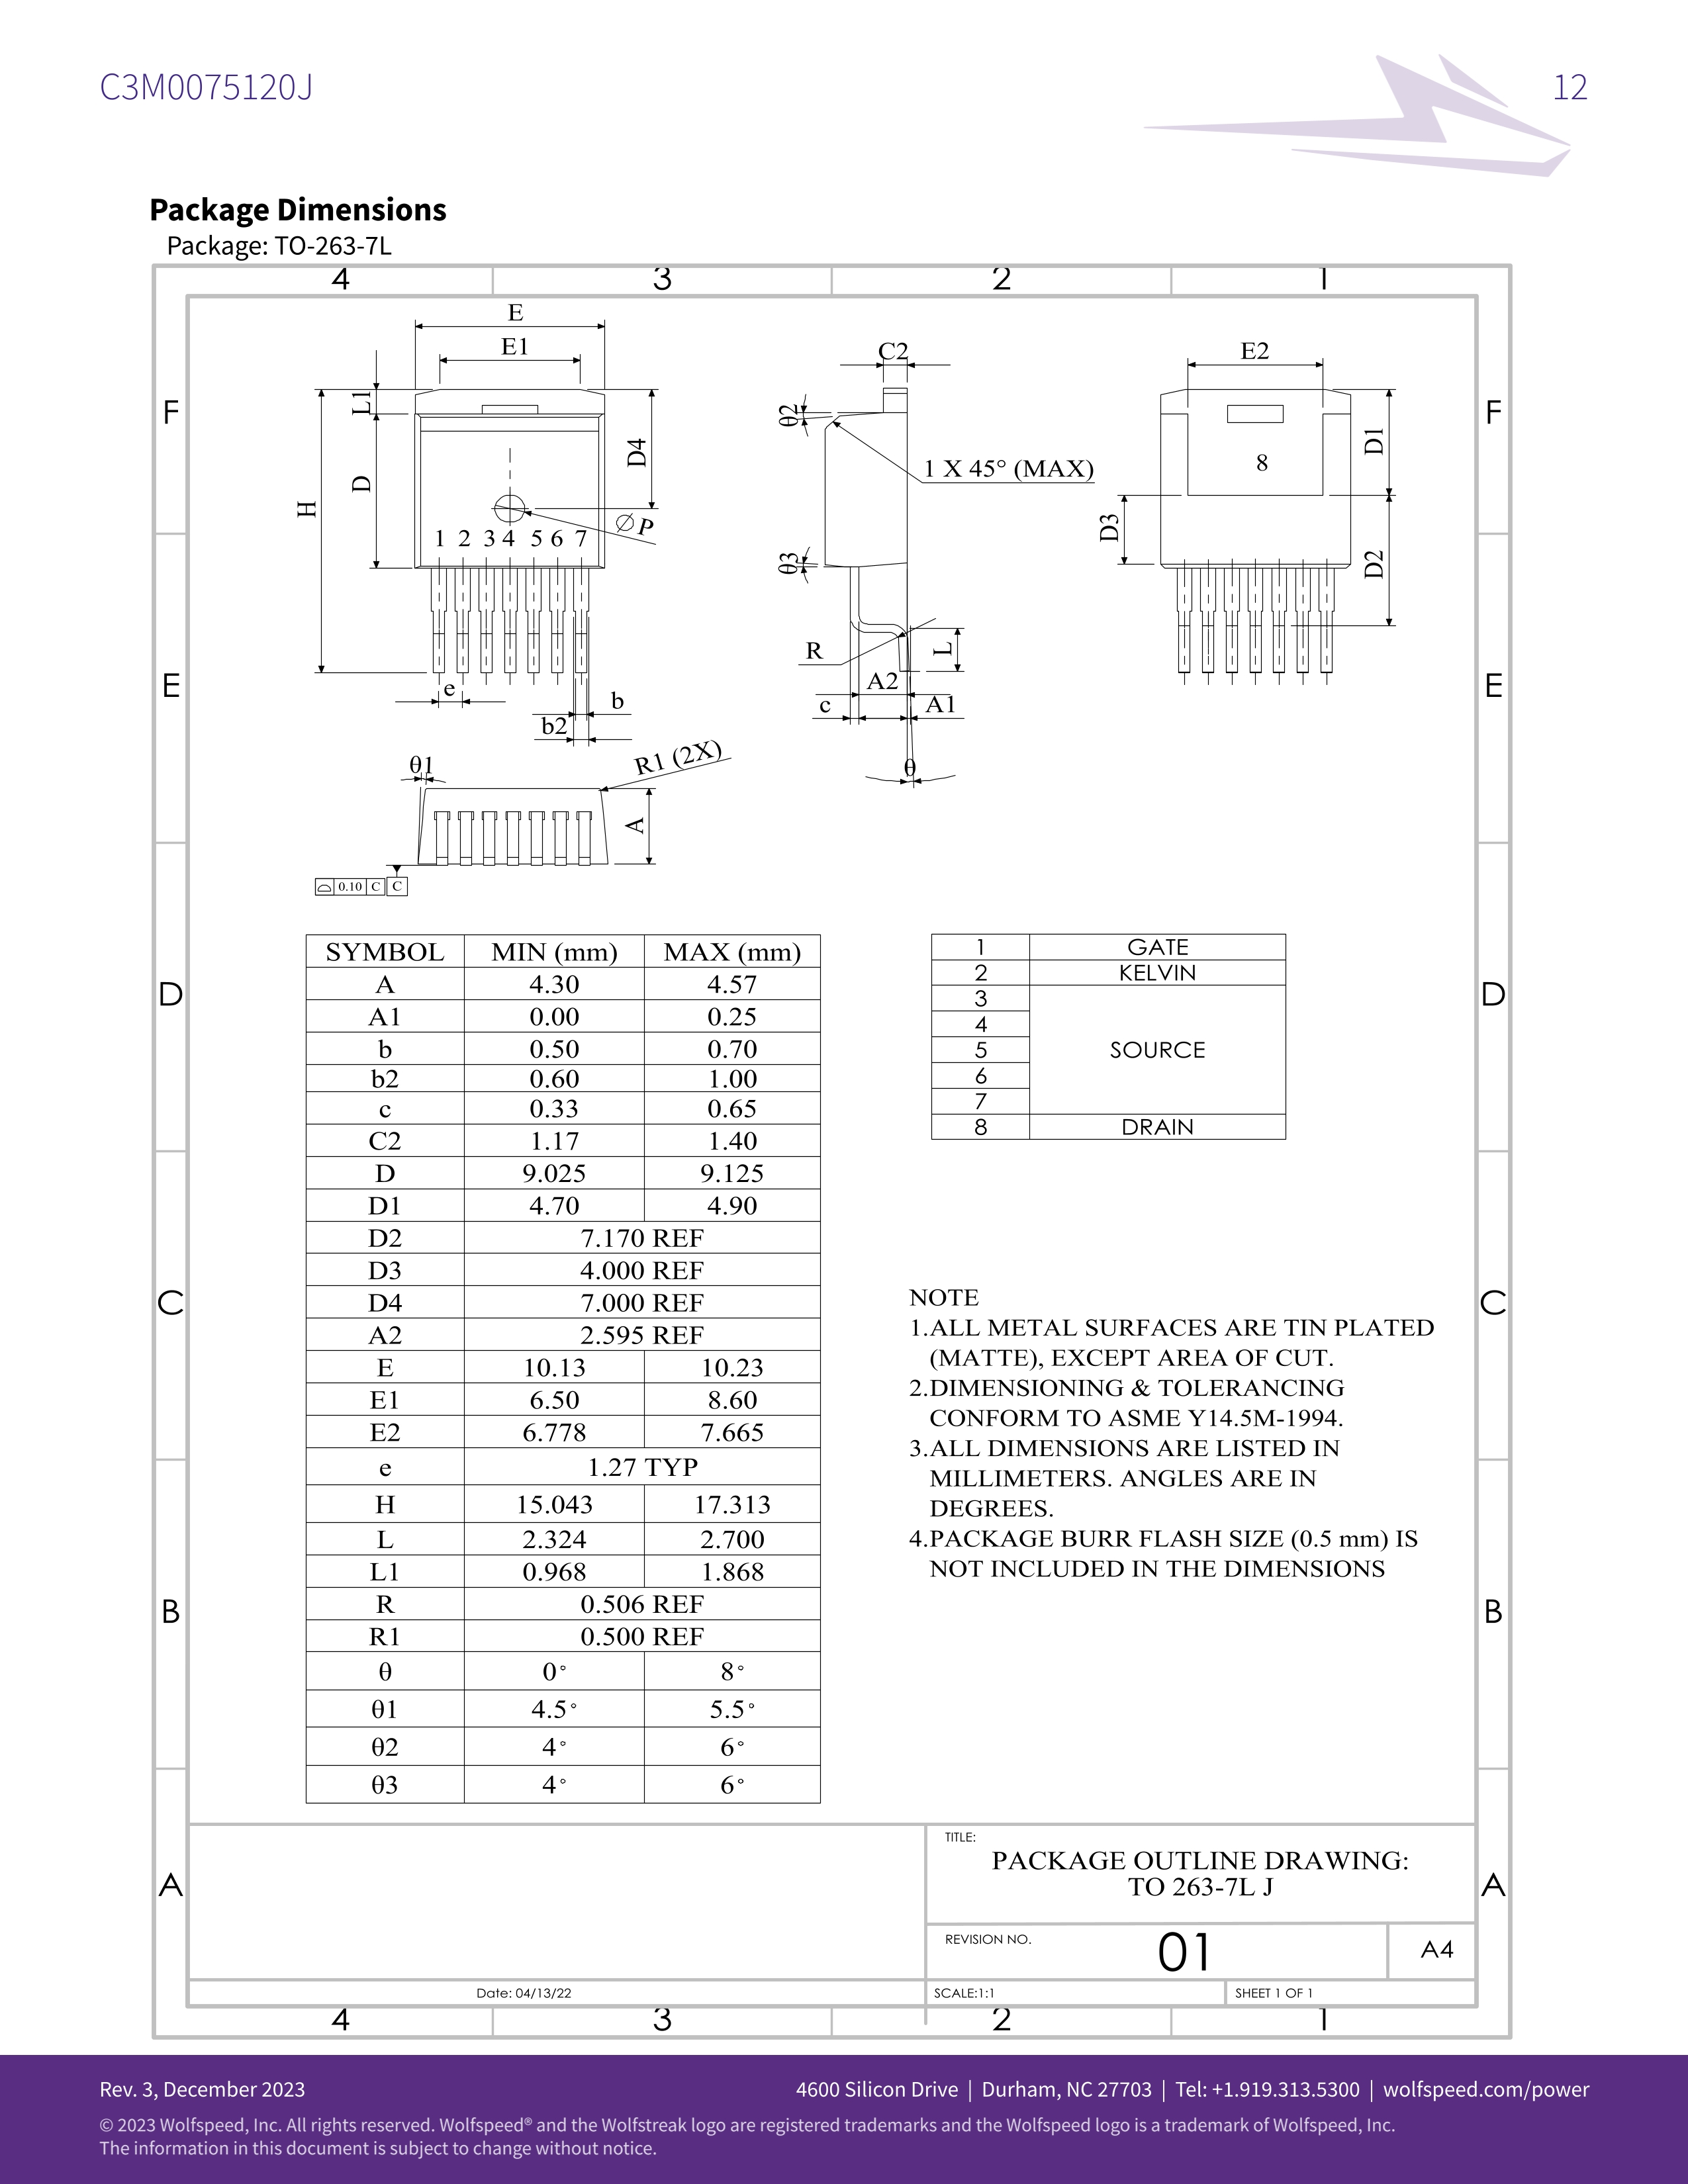 C3M0075120J
12
Package Dimensions
Package: TO-263-7L
4 3 2 1
F F
E E
D D
C C
B B
A A
E
E1
L1
D
H
D4
∅ P
1 2 3 4 5 6 7
e
b
b2
C2
θ2
1 X 45° (MAX)
θ3
R
L
A2
c
A1
θ
E2
D1
8
D3
D2
θ1
R1 (2X)
A
⌓ 0.10 C C
SYMBOL MIN (mm) MAX (mm)
A 4.30 4.57
A1 0.00 0.25
b 0.50 0.70
b2 0.60 1.00
c 0.33 0.65
C2 1.17 1.40
D 9.025 9.125
D1 4.70 4.90
D2 7.170 REF
D3 4.000 REF
D4 7.000 REF
A2 2.595 REF
E 10.13 10.23
E1 6.50 8.60
E2 6.778 7.665
e 1.27 TYP
H 15.043 17.313
L 2.324 2.700
L1 0.968 1.868
R 0.506 REF
R1 0.500 REF
θ 0° 8°
θ1 4.5° 5.5°
θ2 4° 6°
θ3 4° 6°
1 GATE
2 KELVIN
3
4
5 SOURCE
6
7
8 DRAIN
NOTE
1.ALL METAL SURFACES ARE TIN PLATED
(MATTE), EXCEPT AREA OF CUT.
2.DIMENSIONING & TOLERANCING
CONFORM TO ASME Y14.5M-1994.
3.ALL DIMENSIONS ARE LISTED IN
MILLIMETERS. ANGLES ARE IN
DEGREES.
4.PACKAGE BURR FLASH SIZE (0.5 mm) IS
NOT INCLUDED IN THE DIMENSIONS
TITLE:
PACKAGE OUTLINE DRAWING:
TO 263-7L J
REVISION NO.
01
A4
Date: 04/13/22
SCALE:1:1
SHEET 1 OF 1
4 3 2 1
Rev. 3, December 2023
4600 Silicon Drive | Durham, NC 27703 | Tel: +1.919.313.5300 | wolfspeed.com/power
© 2023 Wolfspeed, Inc. All rights reserved. Wolfspeed® and the Wolfstreak logo are registered trademarks and the Wolfspeed logo is a trademark of Wolfspeed, Inc.
The information in this document is subject to change without notice.